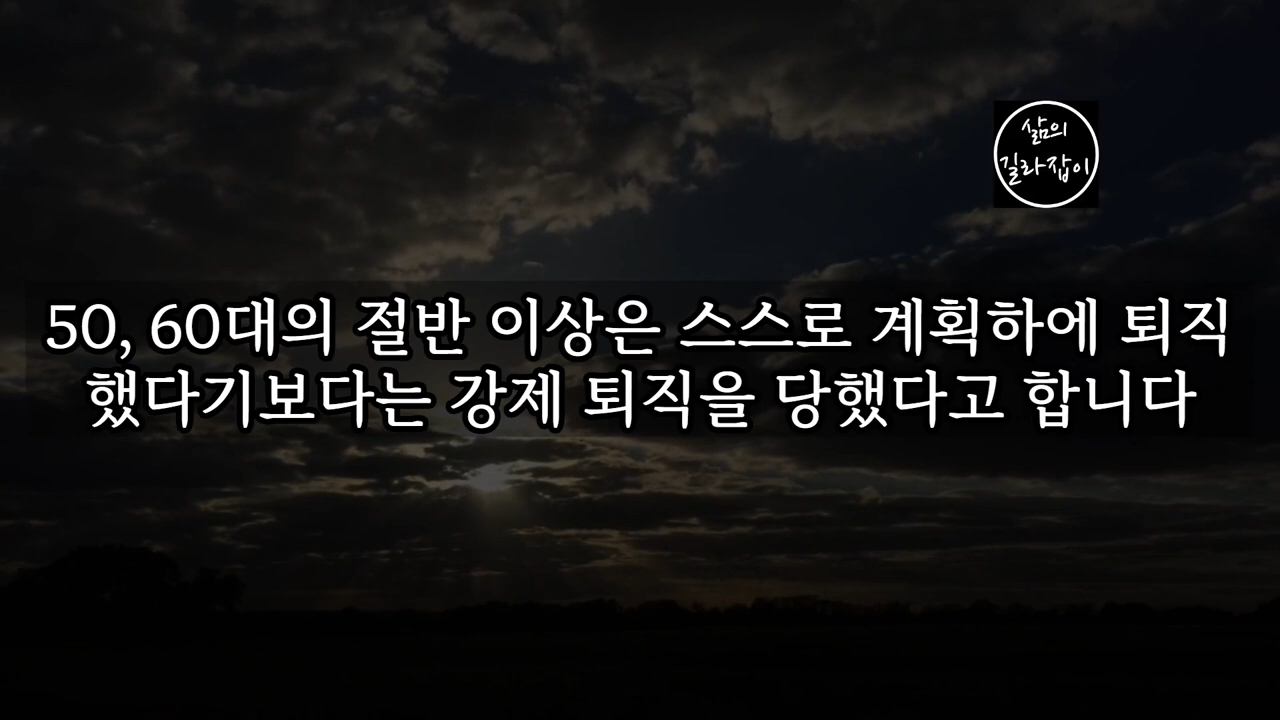 삶의
길라잡이
50, 60대의 절반 이상은 스스로 계획하에 퇴직
했다기보다는 강제 퇴직을 당했다고 합니다